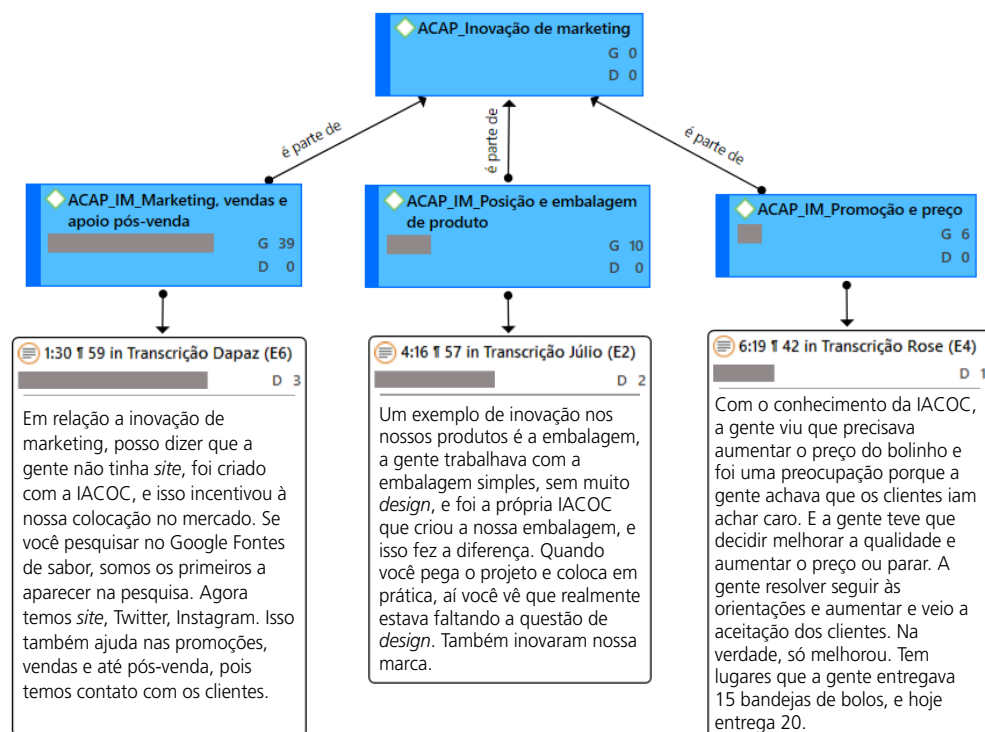 ACAP_Inovação de marketing
G 0
D 0
é parte de
é parte de
é parte de
ACAP_IM_Marketing, vendas e
apoio pós-venda
G 39
D 0
ACAP_IM_Posição e embalagem
de produto
G 10
D 0
ACAP_IM_Promoção e preço
G 6
D 0
1:30 ¶ 59 in Transcrição Dapaz (E6)
D 3
Em relação a inovação de
marketing, posso dizer que a
gente não tinha site, foi criado
com a IACOC, e isso incentivou à
nossa colocação no mercado. Se
você pesquisar no Google Fontes
de sabor, somos os primeiros a
aparecer na pesquisa. Agora
temos site, Twitter, Instagram. Isso
também ajuda nas promoções,
vendas e até pós-venda, pois
temos contato com os clientes.
4:16 ¶ 57 in Transcrição Júlio (E2)
D 2
Um exemplo de inovação nos
nossos produtos é a embalagem,
a gente trabalhava com a
embalagem simples, sem muito
design, e foi a própria IACOC
que criou a nossa embalagem, e
isso fez a diferença. Quando
você pega o projeto e coloca em
prática, aí você vê que realmente
estava faltando a questão de
design. Também inovaram nossa
marca.
6:19 ¶ 42 in Transcrição Rose (E4)
D 1
Com o conhecimento da IACOC,
a gente viu que precisava
aumentar o preço do bolinho e
foi uma preocupação porque a
gente achava que os clientes iam
achar caro. E a gente teve que
decidir melhorar a qualidade e
aumentar o preço ou parar. A
gente resolver seguir às
orientações e aumentar e veio a
aceitação dos clientes. Na
verdade, só melhorou. Tem
lugares que a gente entregava
15 bandejas de bolos, e hoje
entrega 20.